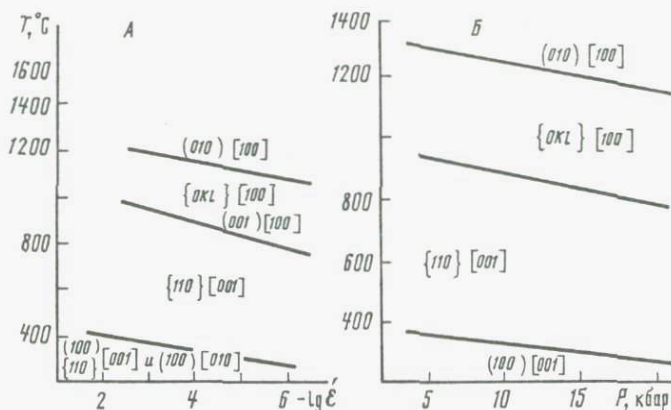 T,°C
A
1600
1200
800
400
(010) [100]
{0KL} [100]
(001) [100]
{110} [001]
(100)
{110} [001] и (100) [010]
2
4
6
-lg ε̇
Б
1400
1200
800
600
400
(010) [100]
{0KL} [100]
{110} [001]
(100) [001]
5
10
15
P, кбар